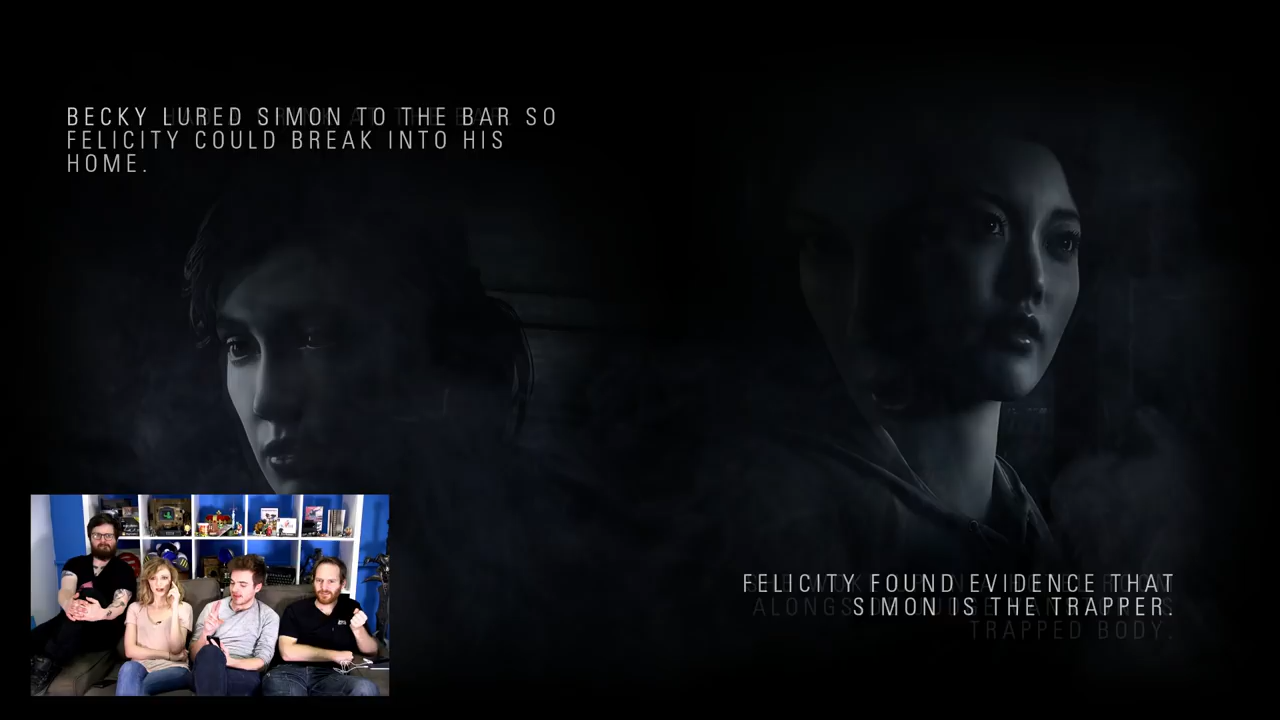 BECKY LURED SIMON TO THE BAR SO
FELICITY COULD BREAK INTO HIS
HOME.
FELICITY FOUND EVIDENCE THAT
SIMON IS THE TRAPPER.
TRAPPED BODY.